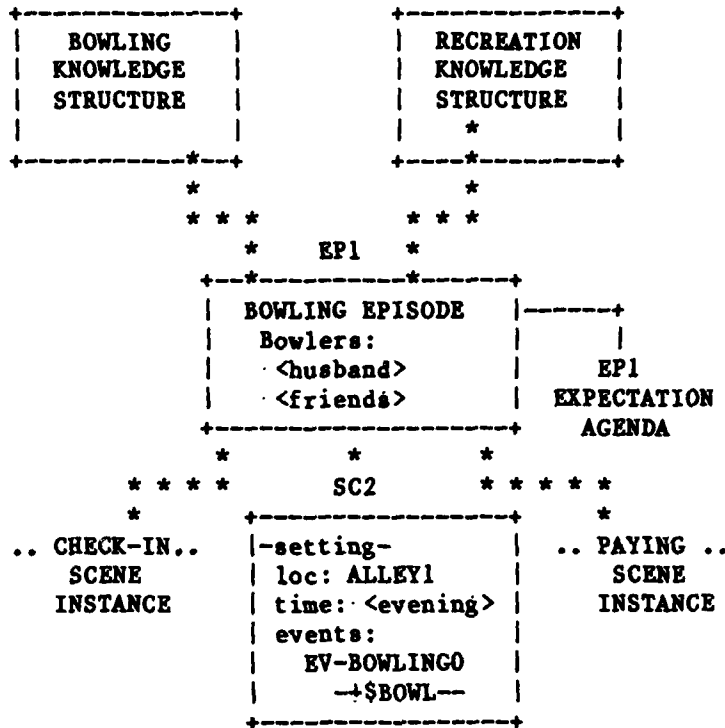 BOWLING KNOWLEDGE STRUCTURE
RECREATION KNOWLEDGE STRUCTURE
EP1
BOWLING EPISODE
Bowlers:
<husband>
<friends>
EP1
EXPECTATION
AGENDA
SC2
.. CHECK-IN..
SCENE
INSTANCE
-setting-
loc: ALLEY1
time: <evening>
events:
EV-BOWLING0
--+$BOWL--
.. PAYING ..
SCENE
INSTANCE